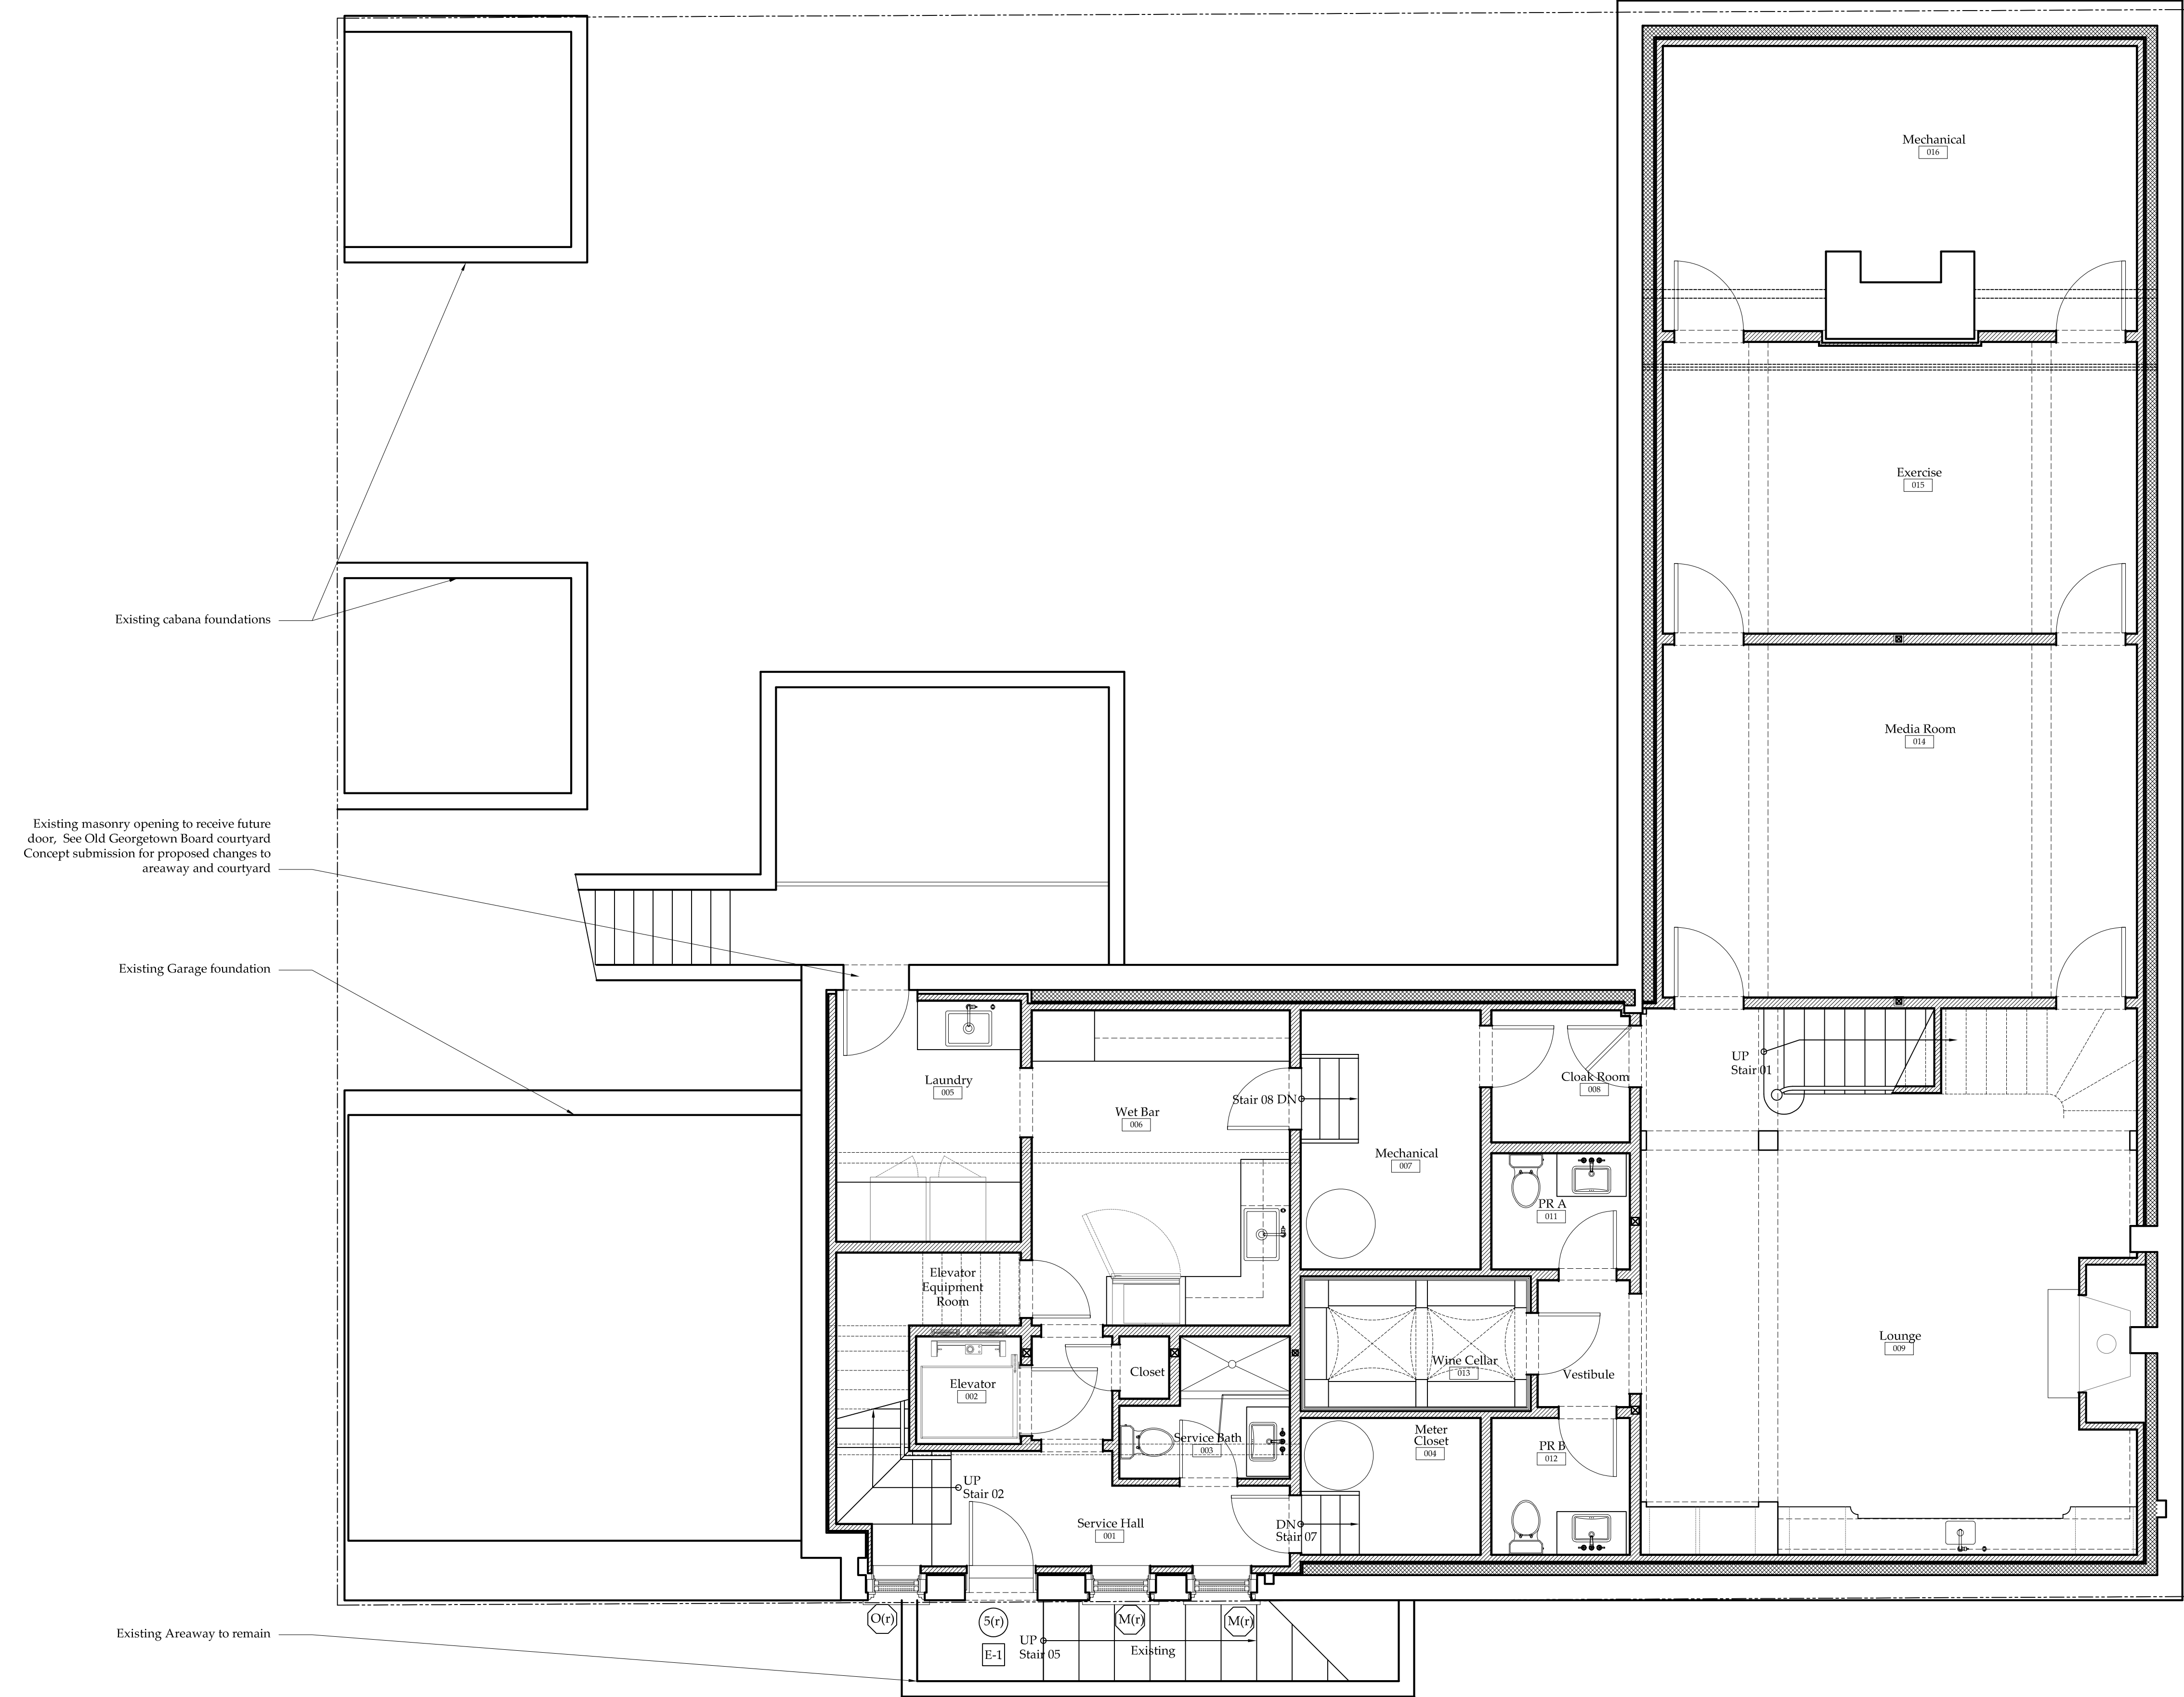 Mechanical
016
Exercise
015
Existing cabana foundations
Media Room
014
Existing masonry opening to receive future
door, See Old Georgetown Board courtyard
Concept submission for proposed changes to
areaway and courtyard
Existing Garage foundation
UP
Stair 01
Laundry
005
Wet Bar
006
Stair 08 DN
Cloak Room
008
Mechanical
007
PR A
011
Elevator
Equipment
Room
Elevator
002
Closet
Wine Cellar
013
Vestibule
Lounge
009
Service Bath
003
Meter
Closet
004
PR B
012
UP
Stair 02
Service Hall
001
DN
Stair 07
O(r)
5(r)
M(r)
M(r)
E-1
UP
Stair 05
Existing
Existing Areaway to remain